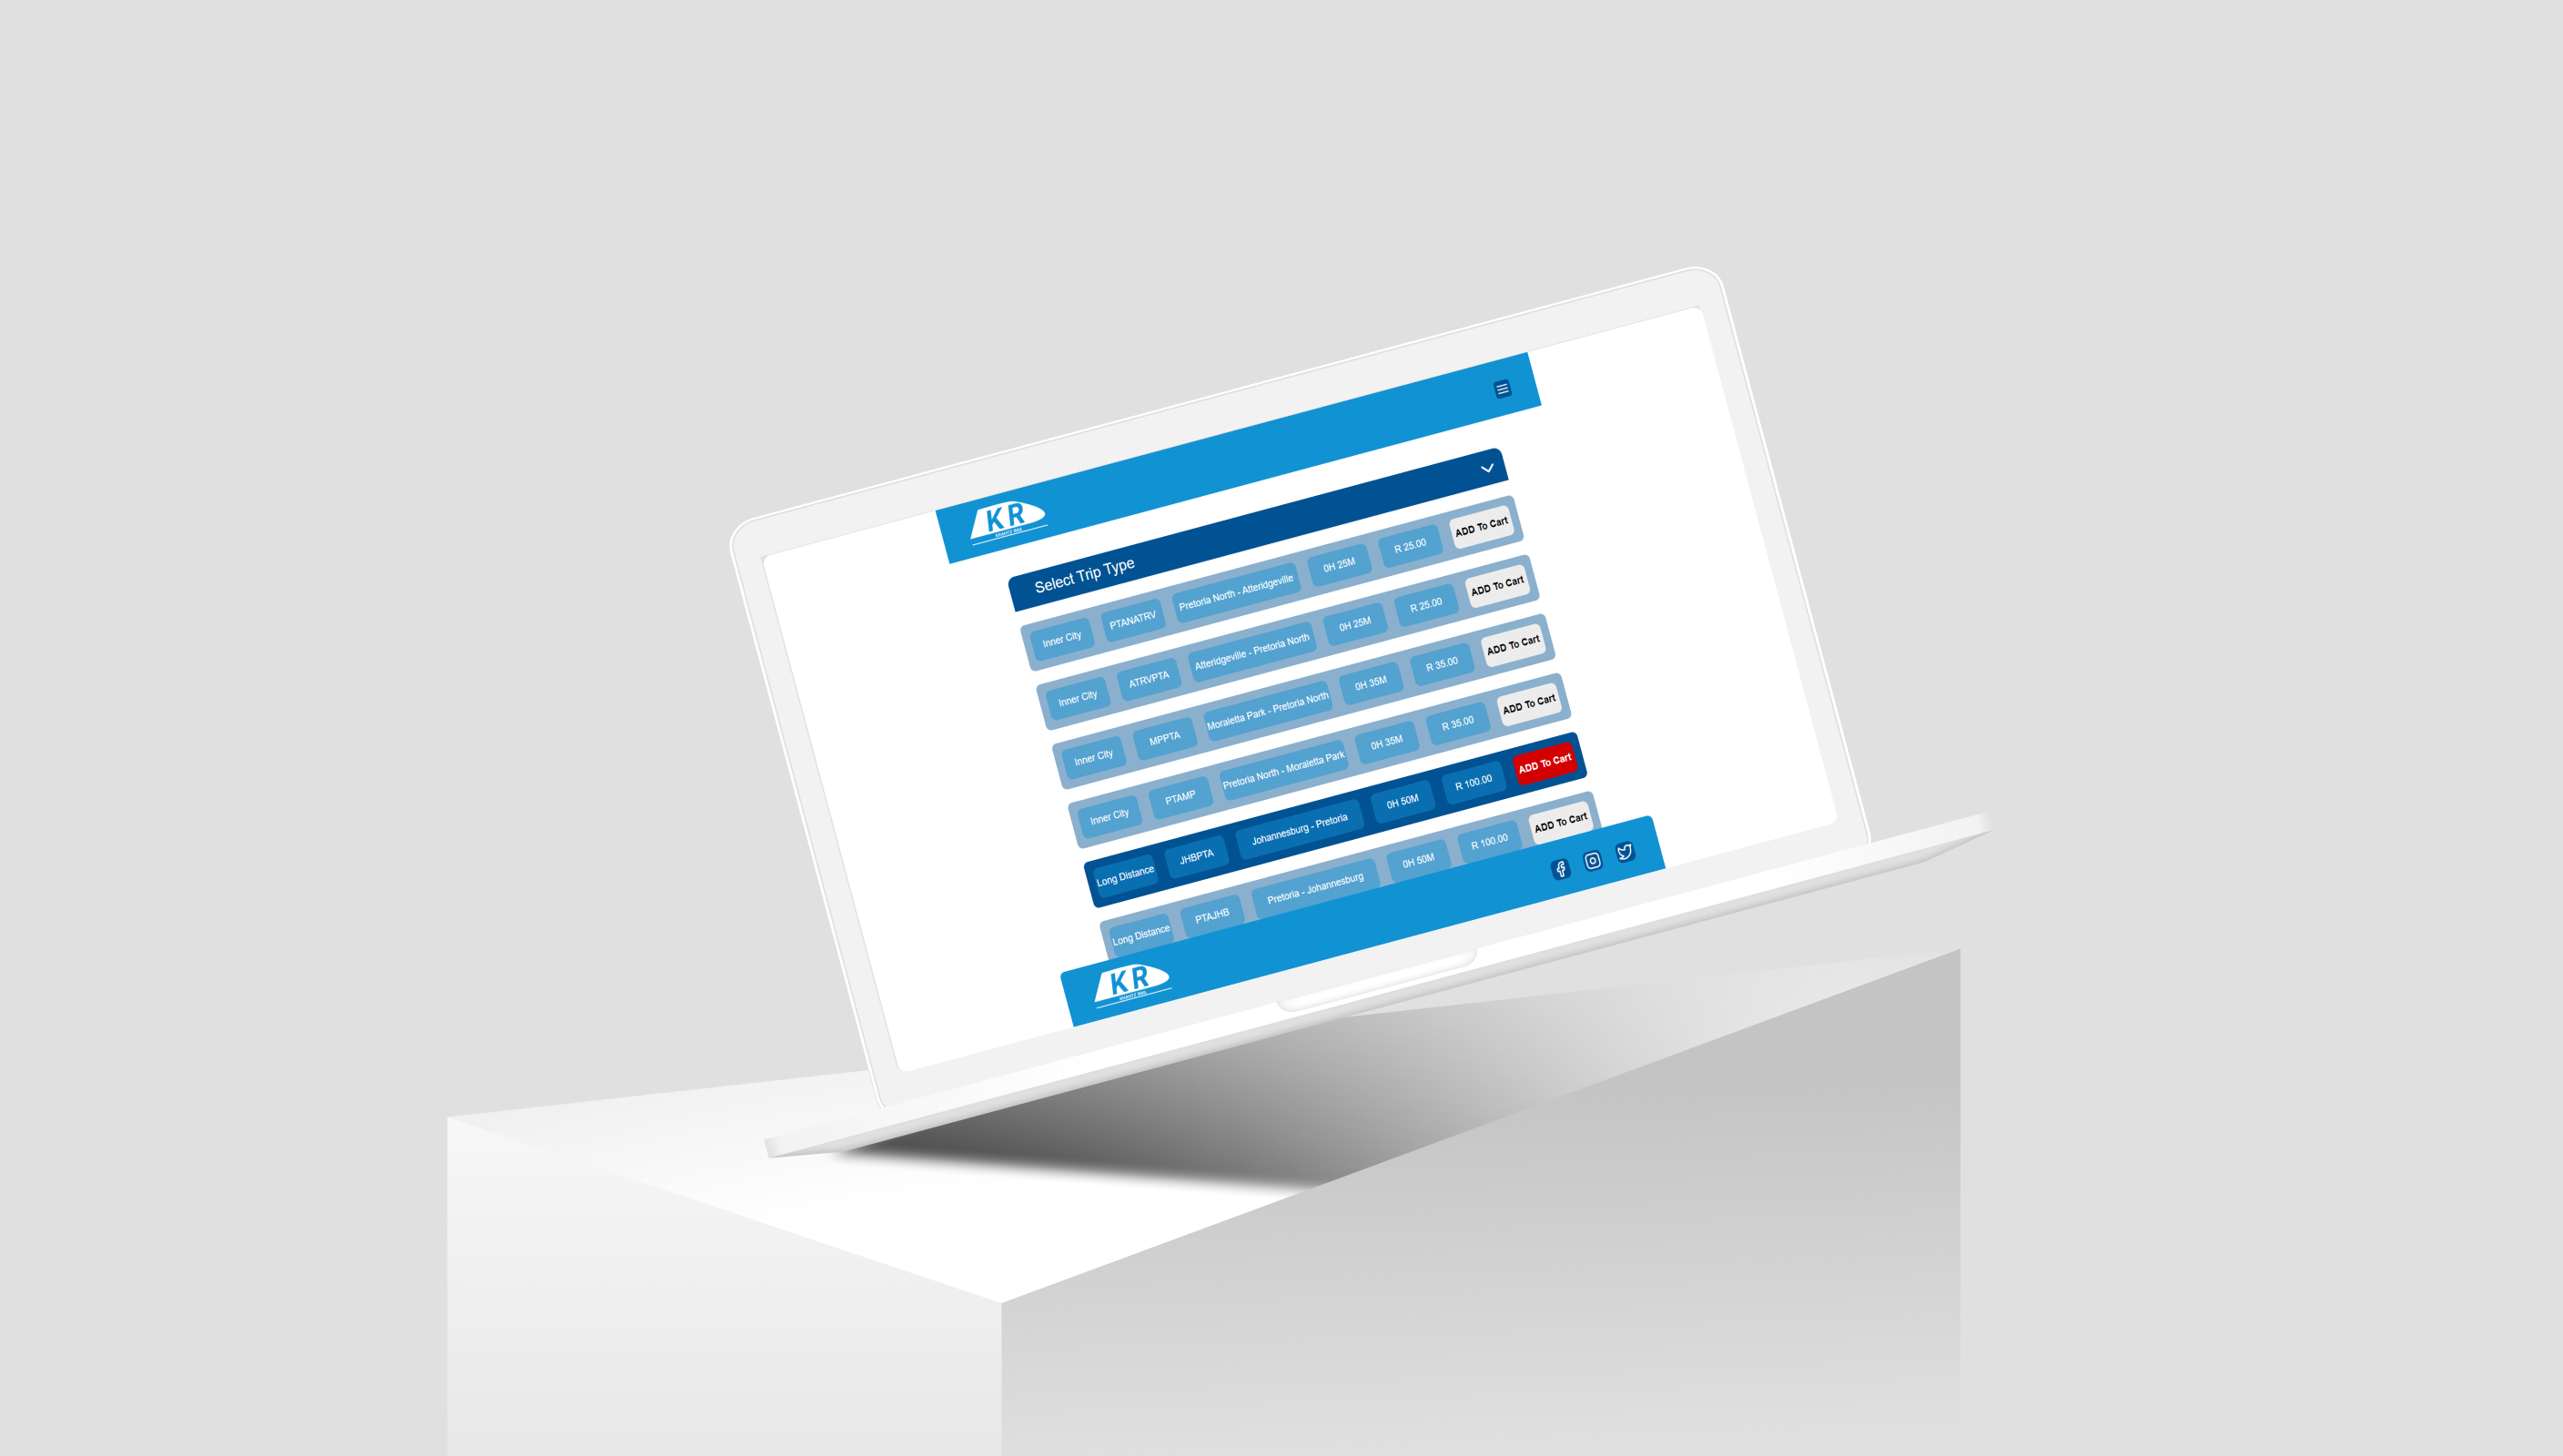 KR
KRANTZ RAIL
Select Trip Type
Inner City PTANATRV Pretoria North - Atteridgeville 0H 25M R 25.00 ADD To Cart
Inner City ATRVPTA Atteridgeville - Pretoria North 0H 25M R 25.00 ADD To Cart
Inner City MPPTA Moraletta Park - Pretoria North 0H 35M R 35.00 ADD To Cart
Inner City PTAMP Pretoria North - Moraletta Park 0H 35M R 35.00 ADD To Cart
Long Distance JHBPTA Johannesburg - Pretoria 0H 50M R 100.00 ADD To Cart
Long Distance PTAJHB Pretoria - Johannesburg 0H 50M R 100.00 ADD To Cart
KR
KRANTZ RAIL